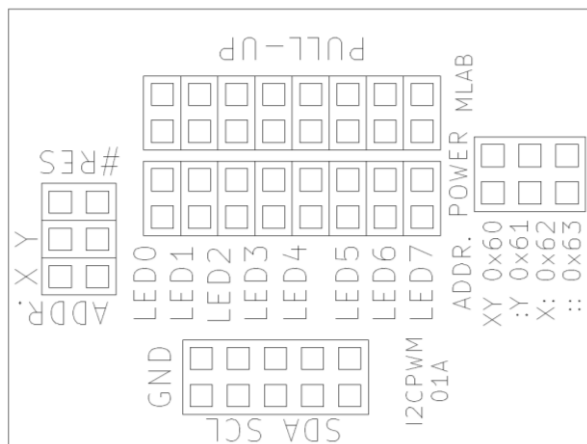 PULL-UP
MLAB
#RES
POWER
X Y
ADDR.
LED0
LED1
LED2
LED3
LED4
LED5
LED6
LED7
ADDR.
XY 0x60
:Y 0x61
X: 0x62
:: 0x63
GND
SDA SCL
I2CPWM
01A